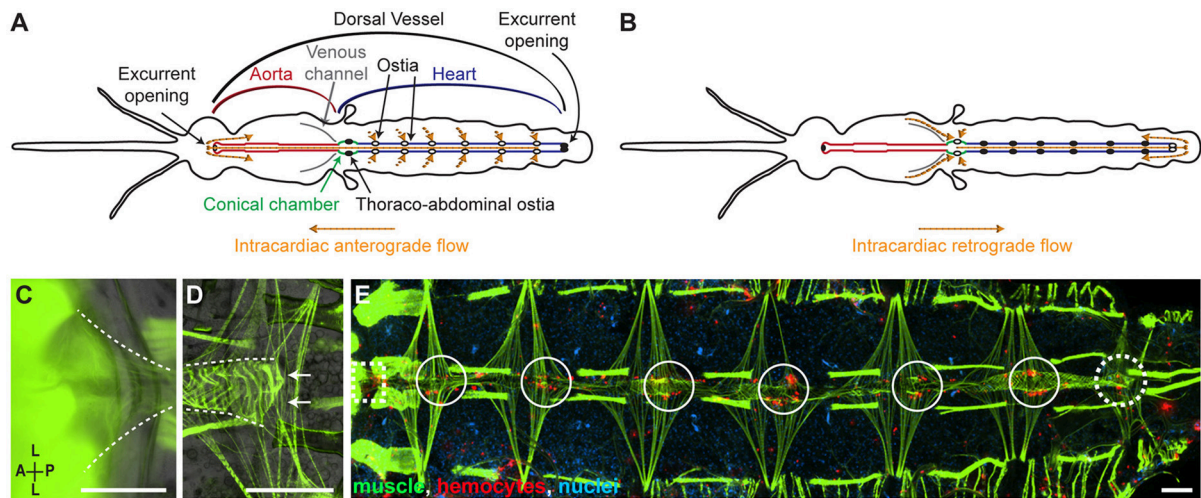 A
Dorsal Vessel
Excurrent
opening
Venous
channel
Ostia
Excurrent
opening
Aorta
Heart
Conical chamber
Thoraco-abdominal ostia
Intracardiac anterograde flow
B
Intracardiac retrograde flow
C
L
A P
L
D
E
muscle, hemocytes, nuclei